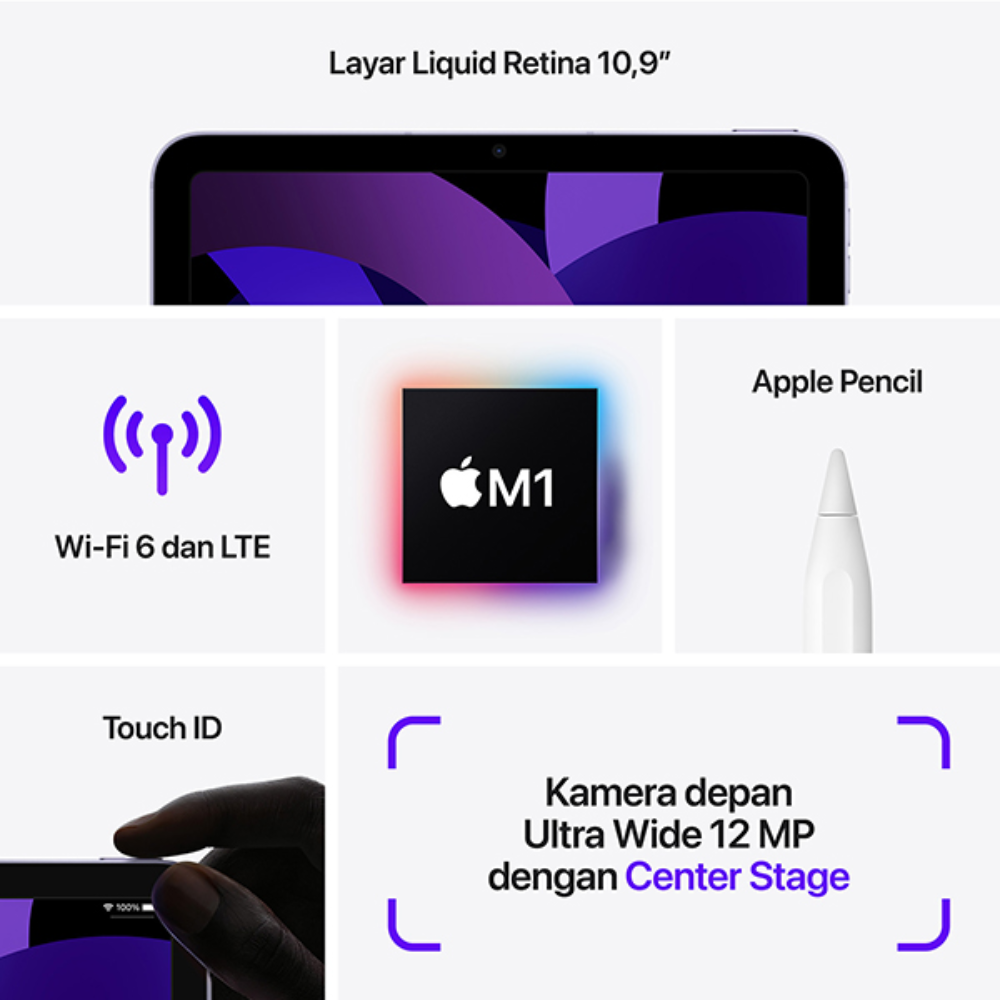 Layar Liquid Retina 10,9”
Wi-Fi 6 dan LTE
M1
Apple Pencil
Touch ID
100%
Kamera depan
Ultra Wide 12 MP
dengan Center Stage